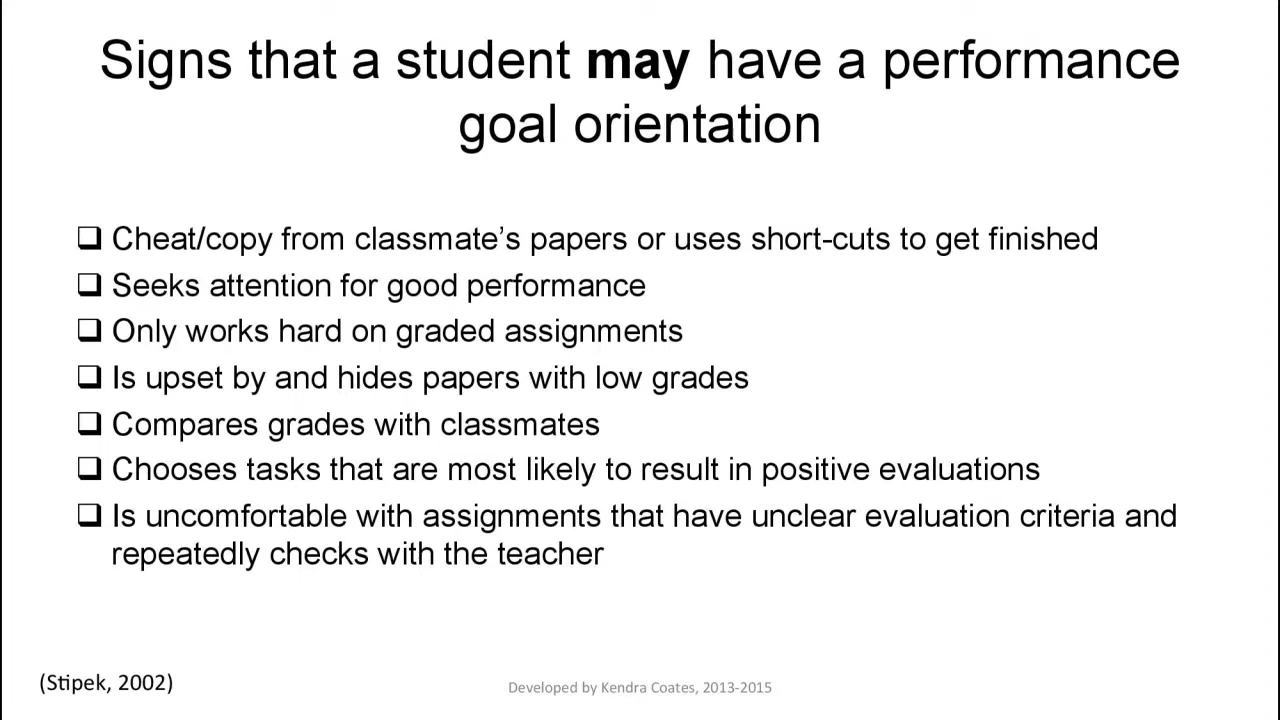 Signs that a student may have a performance
goal orientation
❑ Cheat/copy from classmate’s papers or uses short-cuts to get finished
❑ Seeks attention for good performance
❑ Only works hard on graded assignments
❑ Is upset by and hides papers with low grades
❑ Compares grades with classmates
❑ Chooses tasks that are most likely to result in positive evaluations
❑ Is uncomfortable with assignments that have unclear evaluation criteria and
repeatedly checks with the teacher
(Stipek, 2002)
Developed by Kendra Coates, 2013-2015